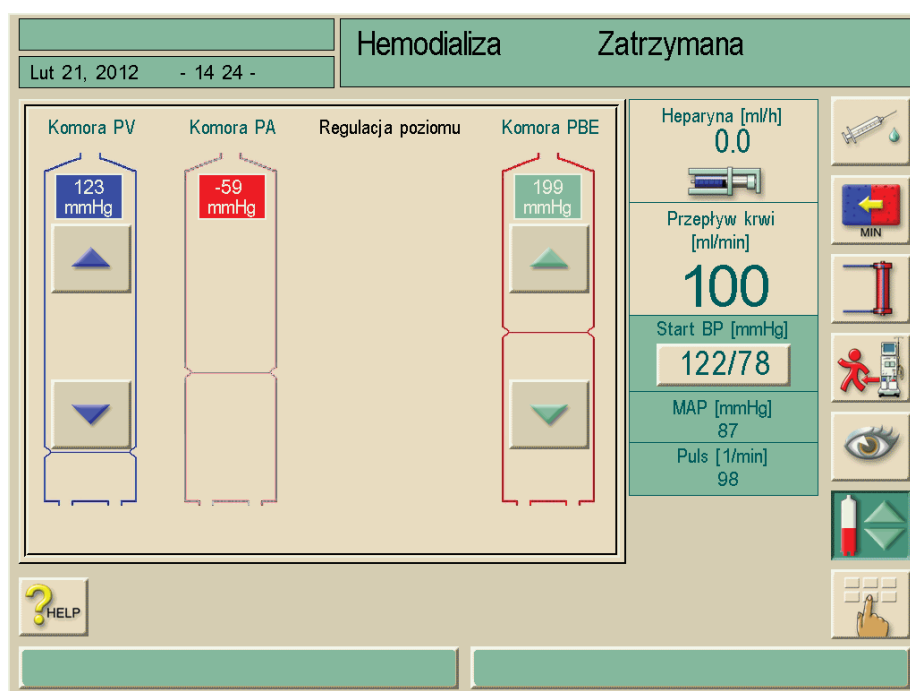 Hemodializa Zatrzymana
Lut 21, 2012 - 14 24 -
Komora PV
Komora PA
Regulacja poziomu
Komora PBE
123
mmHg
-59
mmHg
199
mmHg
Heparyna [ml/h]
0.0
Przepływ krwi
[ml/min]
100
Start BP [mmHg]
122/78
MAP [mmHg]
87
Puls [1/min]
98
MIN
?HELP